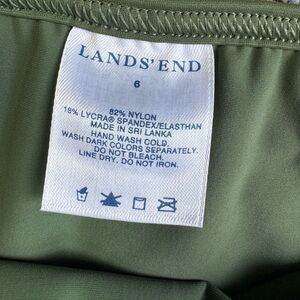 LANDS' END
6
82% NYLON
18% LYCRA® SPANDEX/ELASTHAN
MADE IN SRI LANKA
HAND WASH COLD.
WASH DARK COLORS SEPARATELY.
DO NOT BLEACH.
LINE DRY. DO NOT IRON.